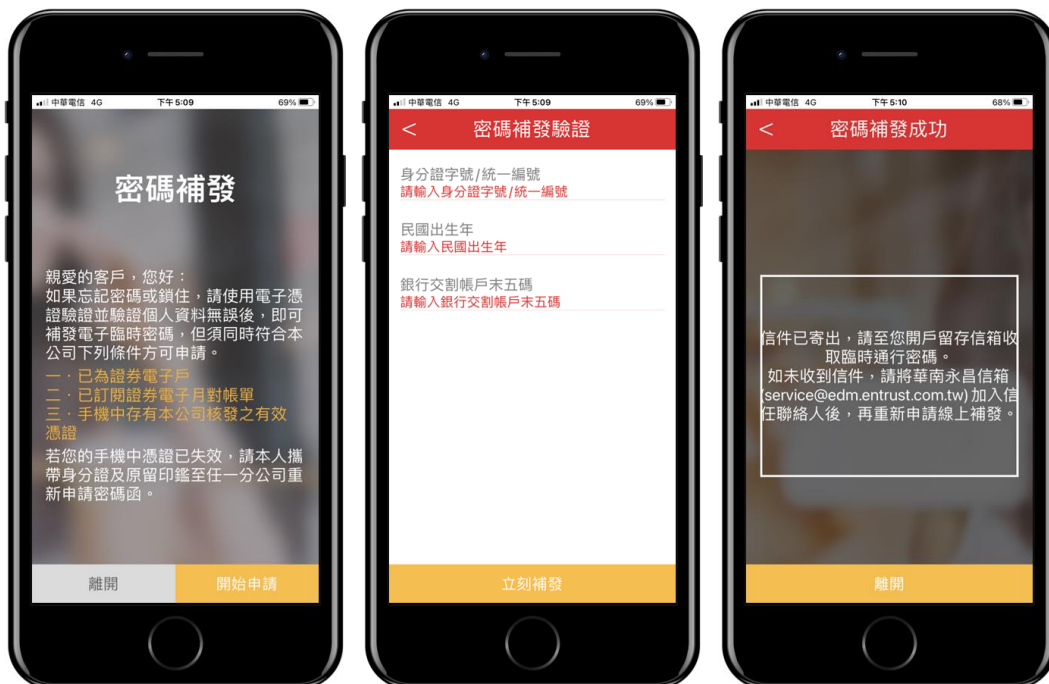 中華電信 4G 下午5:09 69%
密碼補發
親愛的客戶，您好：
如果忘記密碼或鎖住，請使用電子憑
證驗證並驗證個人資料無誤後，即可
補發電子臨時密碼，但須同時符合本
公司下列條件方可申請。
一．已為證券電子戶
二．已訂閱證券電子月對帳單
三．手機中存有本公司核發之有效
憑證
若您的手機中憑證已失效，請本人攜
帶身分證及原留印鑑至任一分公司重
新申請密碼函。
離開
開始申請
中華電信 4G 下午5:09 69%
< 密碼補發驗證
身分證字號/統一編號
請輸入身分證字號/統一編號
民國出生年
請輸入民國出生年
銀行交割帳戶末五碼
請輸入銀行交割帳戶末五碼
立刻補發
中華電信 4G 下午5:10 68%
< 密碼補發成功
信件已寄出，請至您開戶留存信箱收
取臨時通行密碼。
如未收到信件，請將華南永昌信箱
(service@edm.entrust.com.tw)加入信
任聯絡人後，再重新申請線上補發。
離開